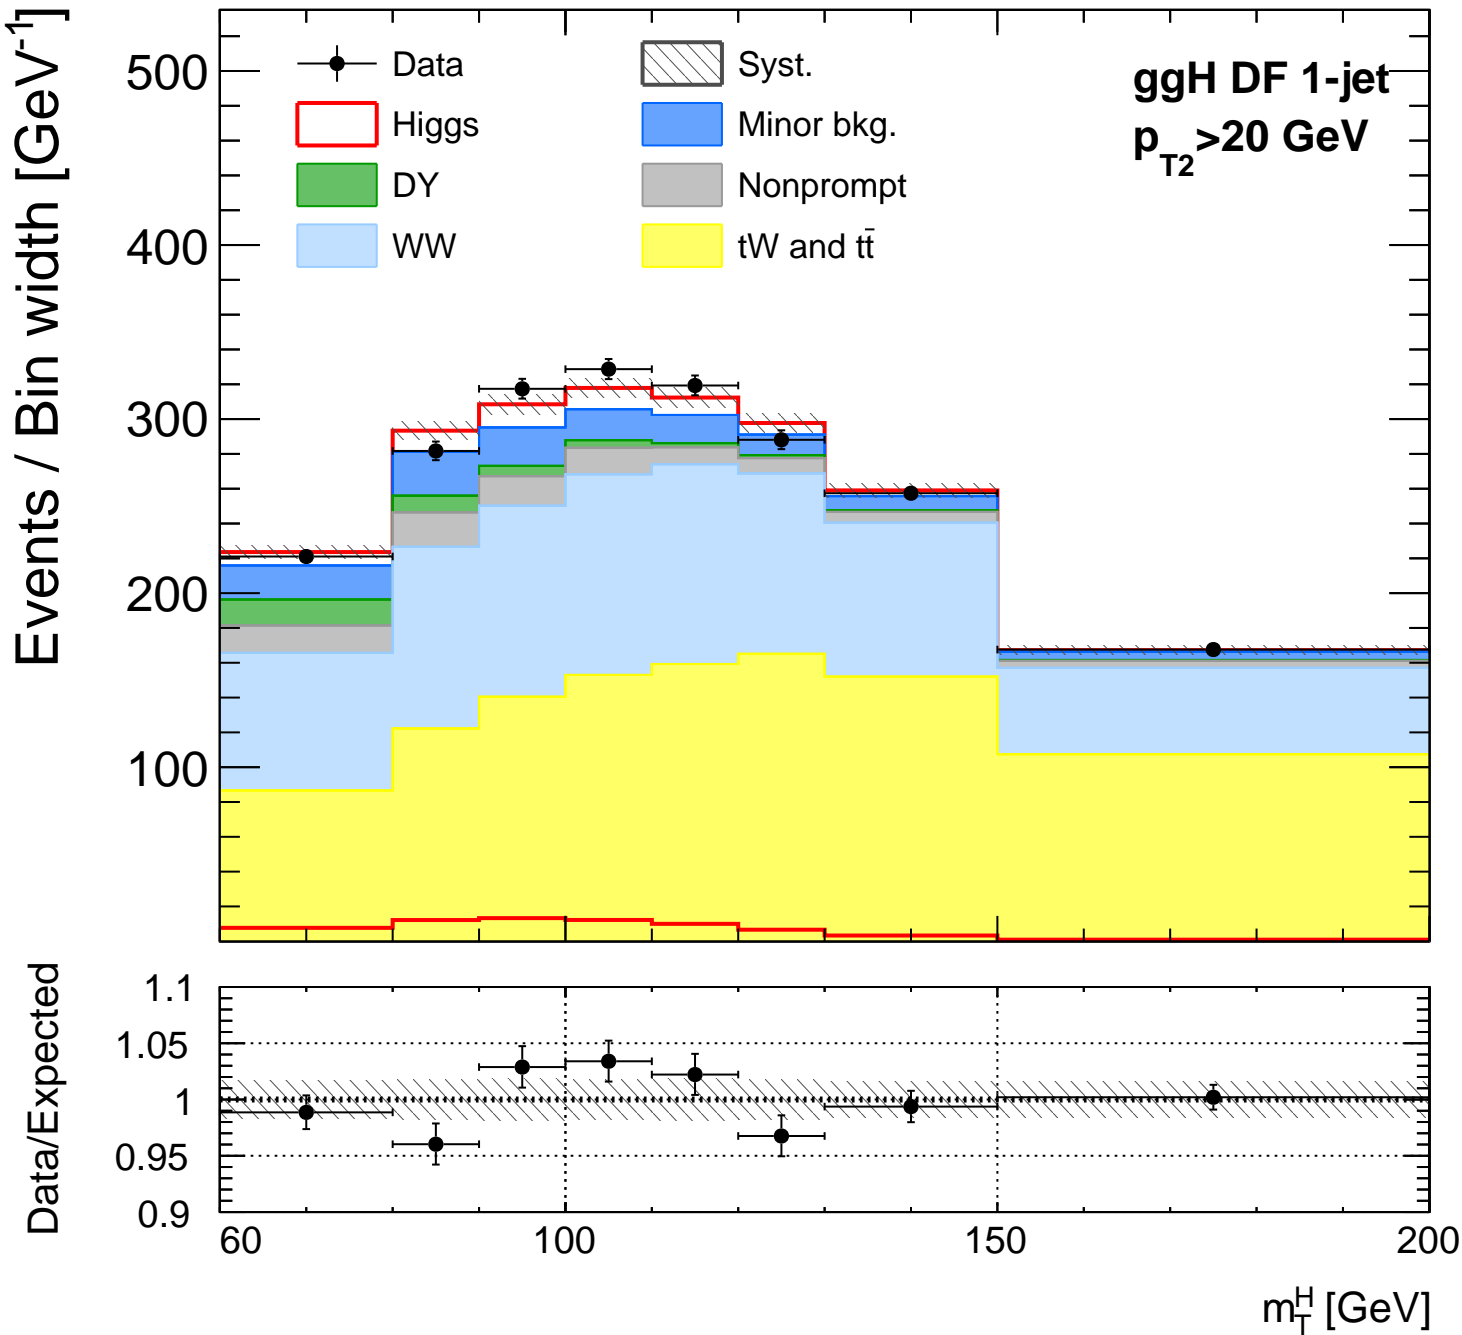 Events / Bin width [GeV⁻¹]
500
400
300
200
100
Data
Higgs
DY
WW
Syst.
Minor bkg.
Nonprompt
tW and tt̄
ggH DF 1-jet
p_T2>20 GeV
Data/Expected
1.1
1.05
1
0.95
0.9
60 100 150 200
m_T^H [GeV]